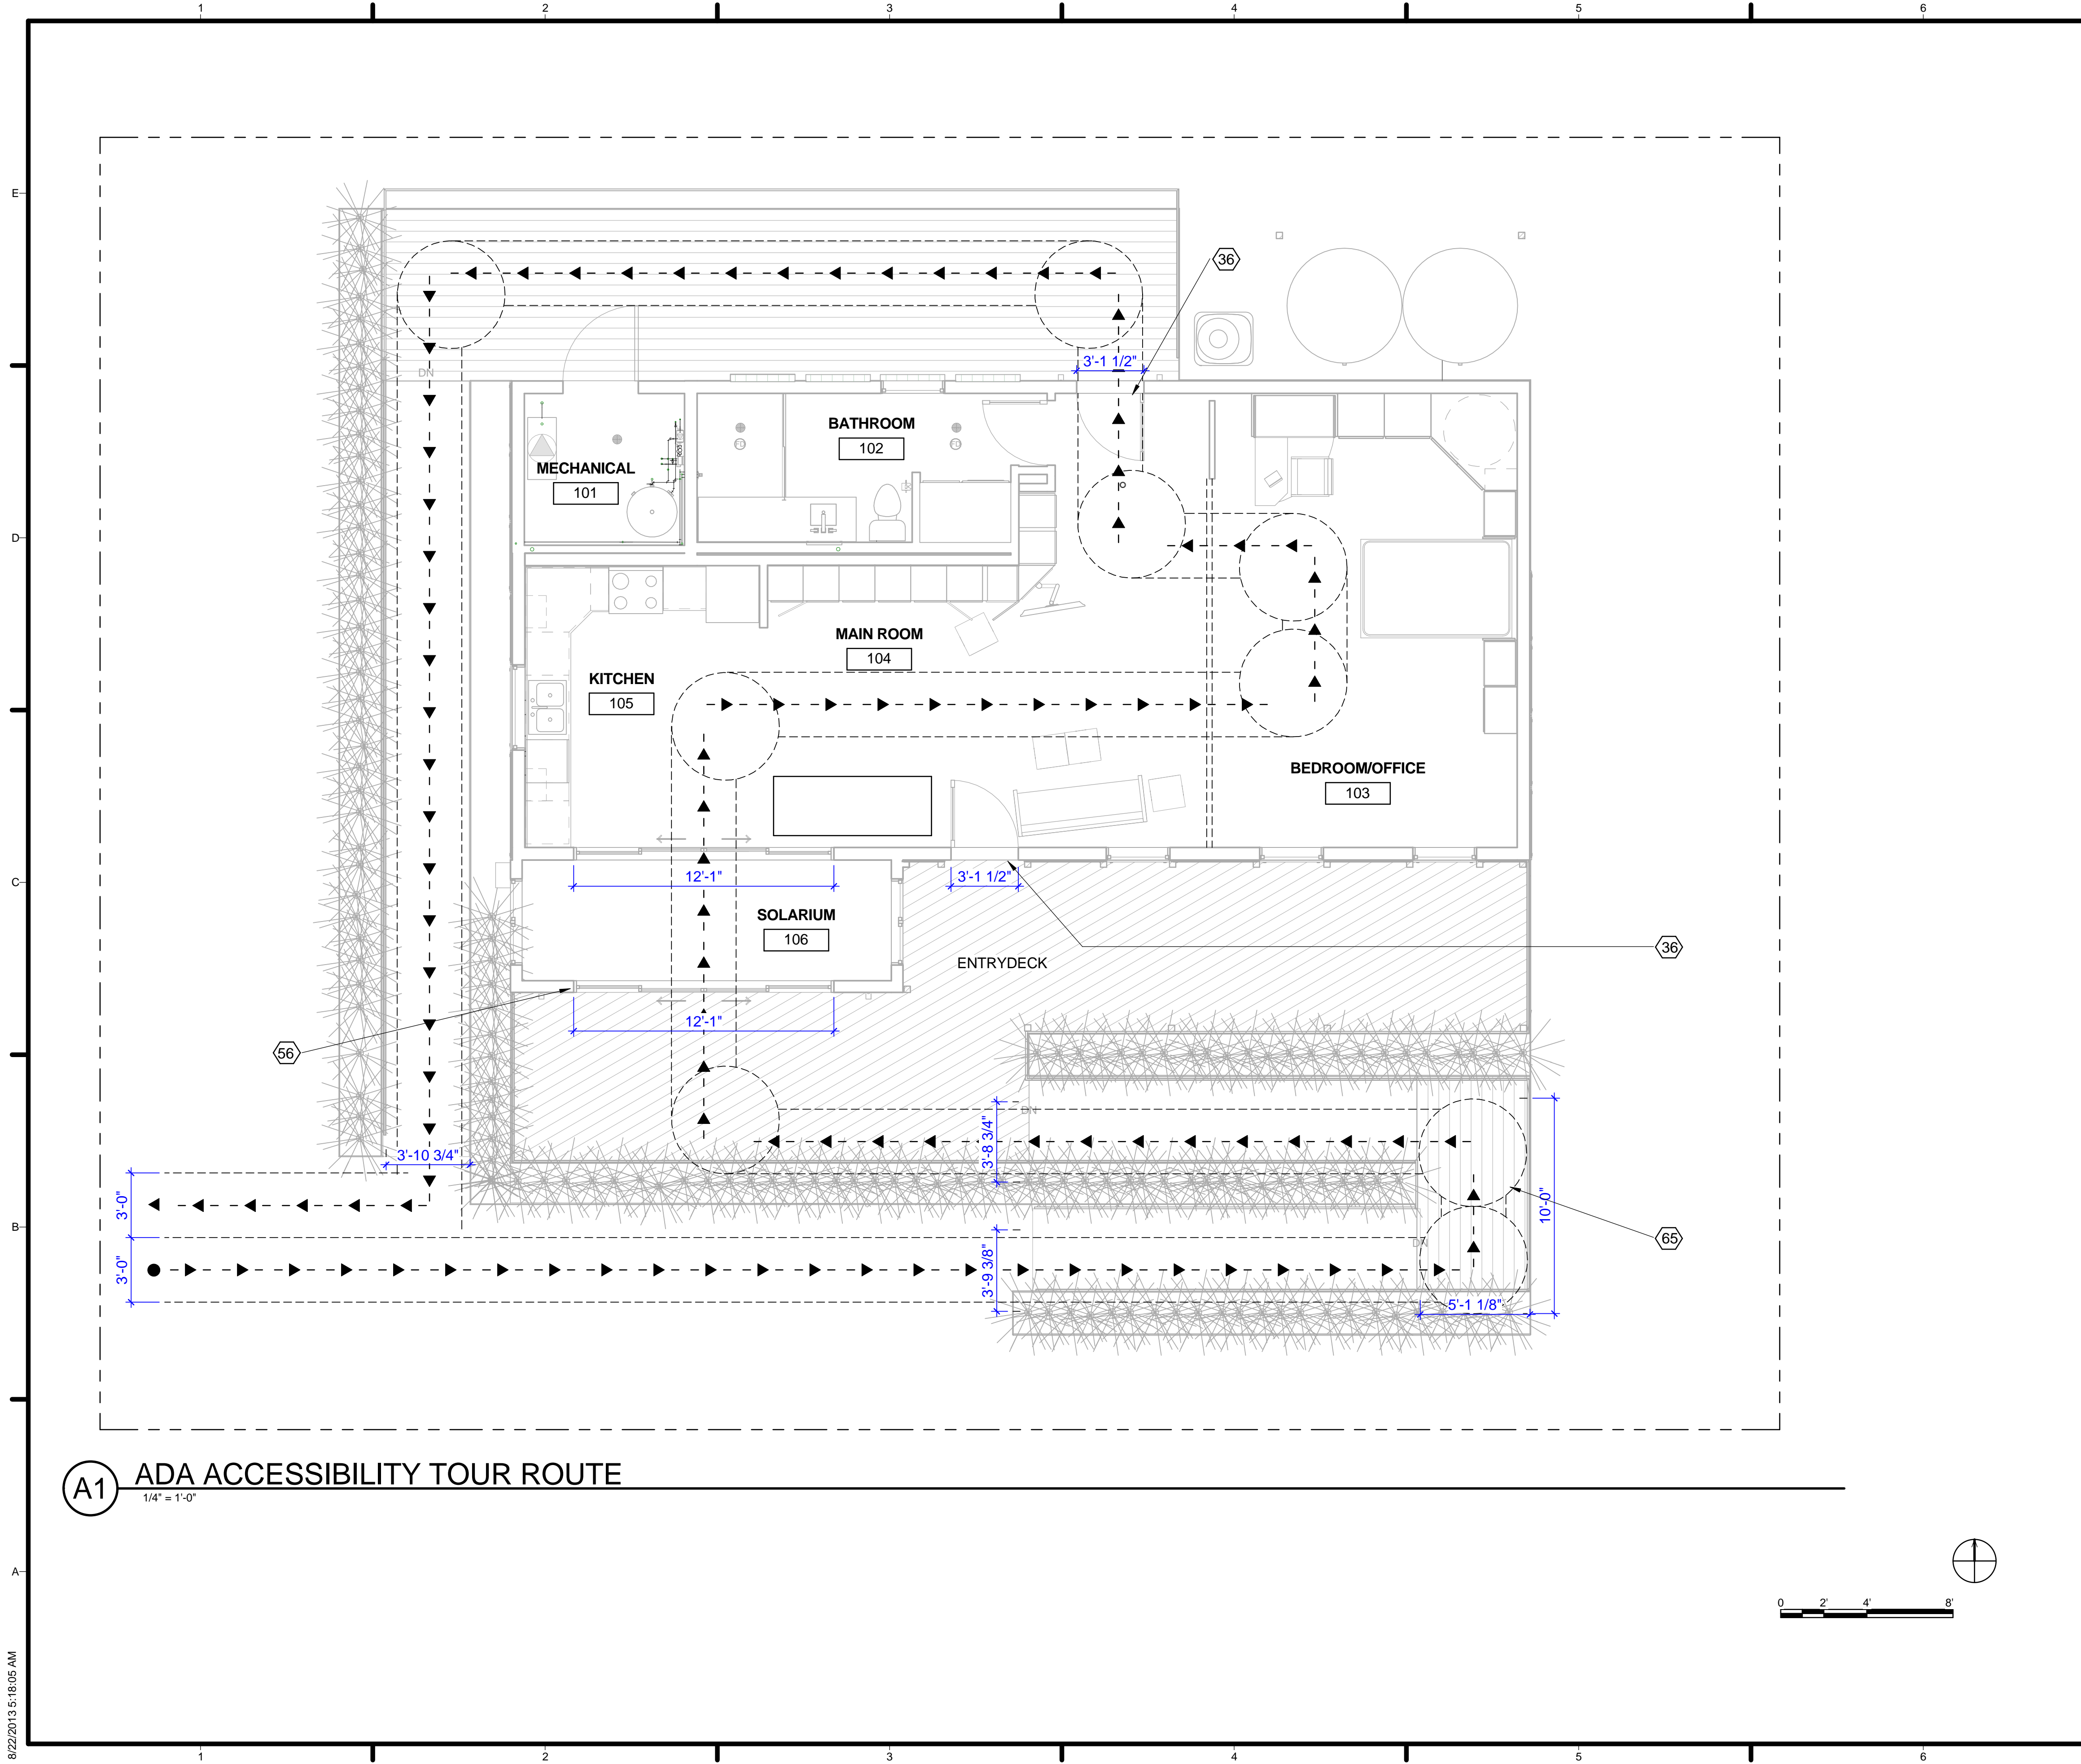 1 2 3 4 5 6
E
36
3'-1 1/2"
DN
BATHROOM
102
MECHANICAL
101
FD FD
D
MAIN ROOM
104
KITCHEN
105
BEDROOM/OFFICE
103
C
12'-1"
3'-1 1/2"
SOLARIUM
106
36
ENTRYDECK
12'-1"
56
DN
3'-8 3/4"
3'-10 3/4"
3'-0"
10'-0"
B
65
DN
3'-0"
3'-9 3/8"
5'-1 1/8"
A1
ADA ACCESSIBILITY TOUR ROUTE
1/4" = 1'-0"
A
0 2' 4' 8'
8/22/2013 5:18:05 AM
1 2 3 4 5 6